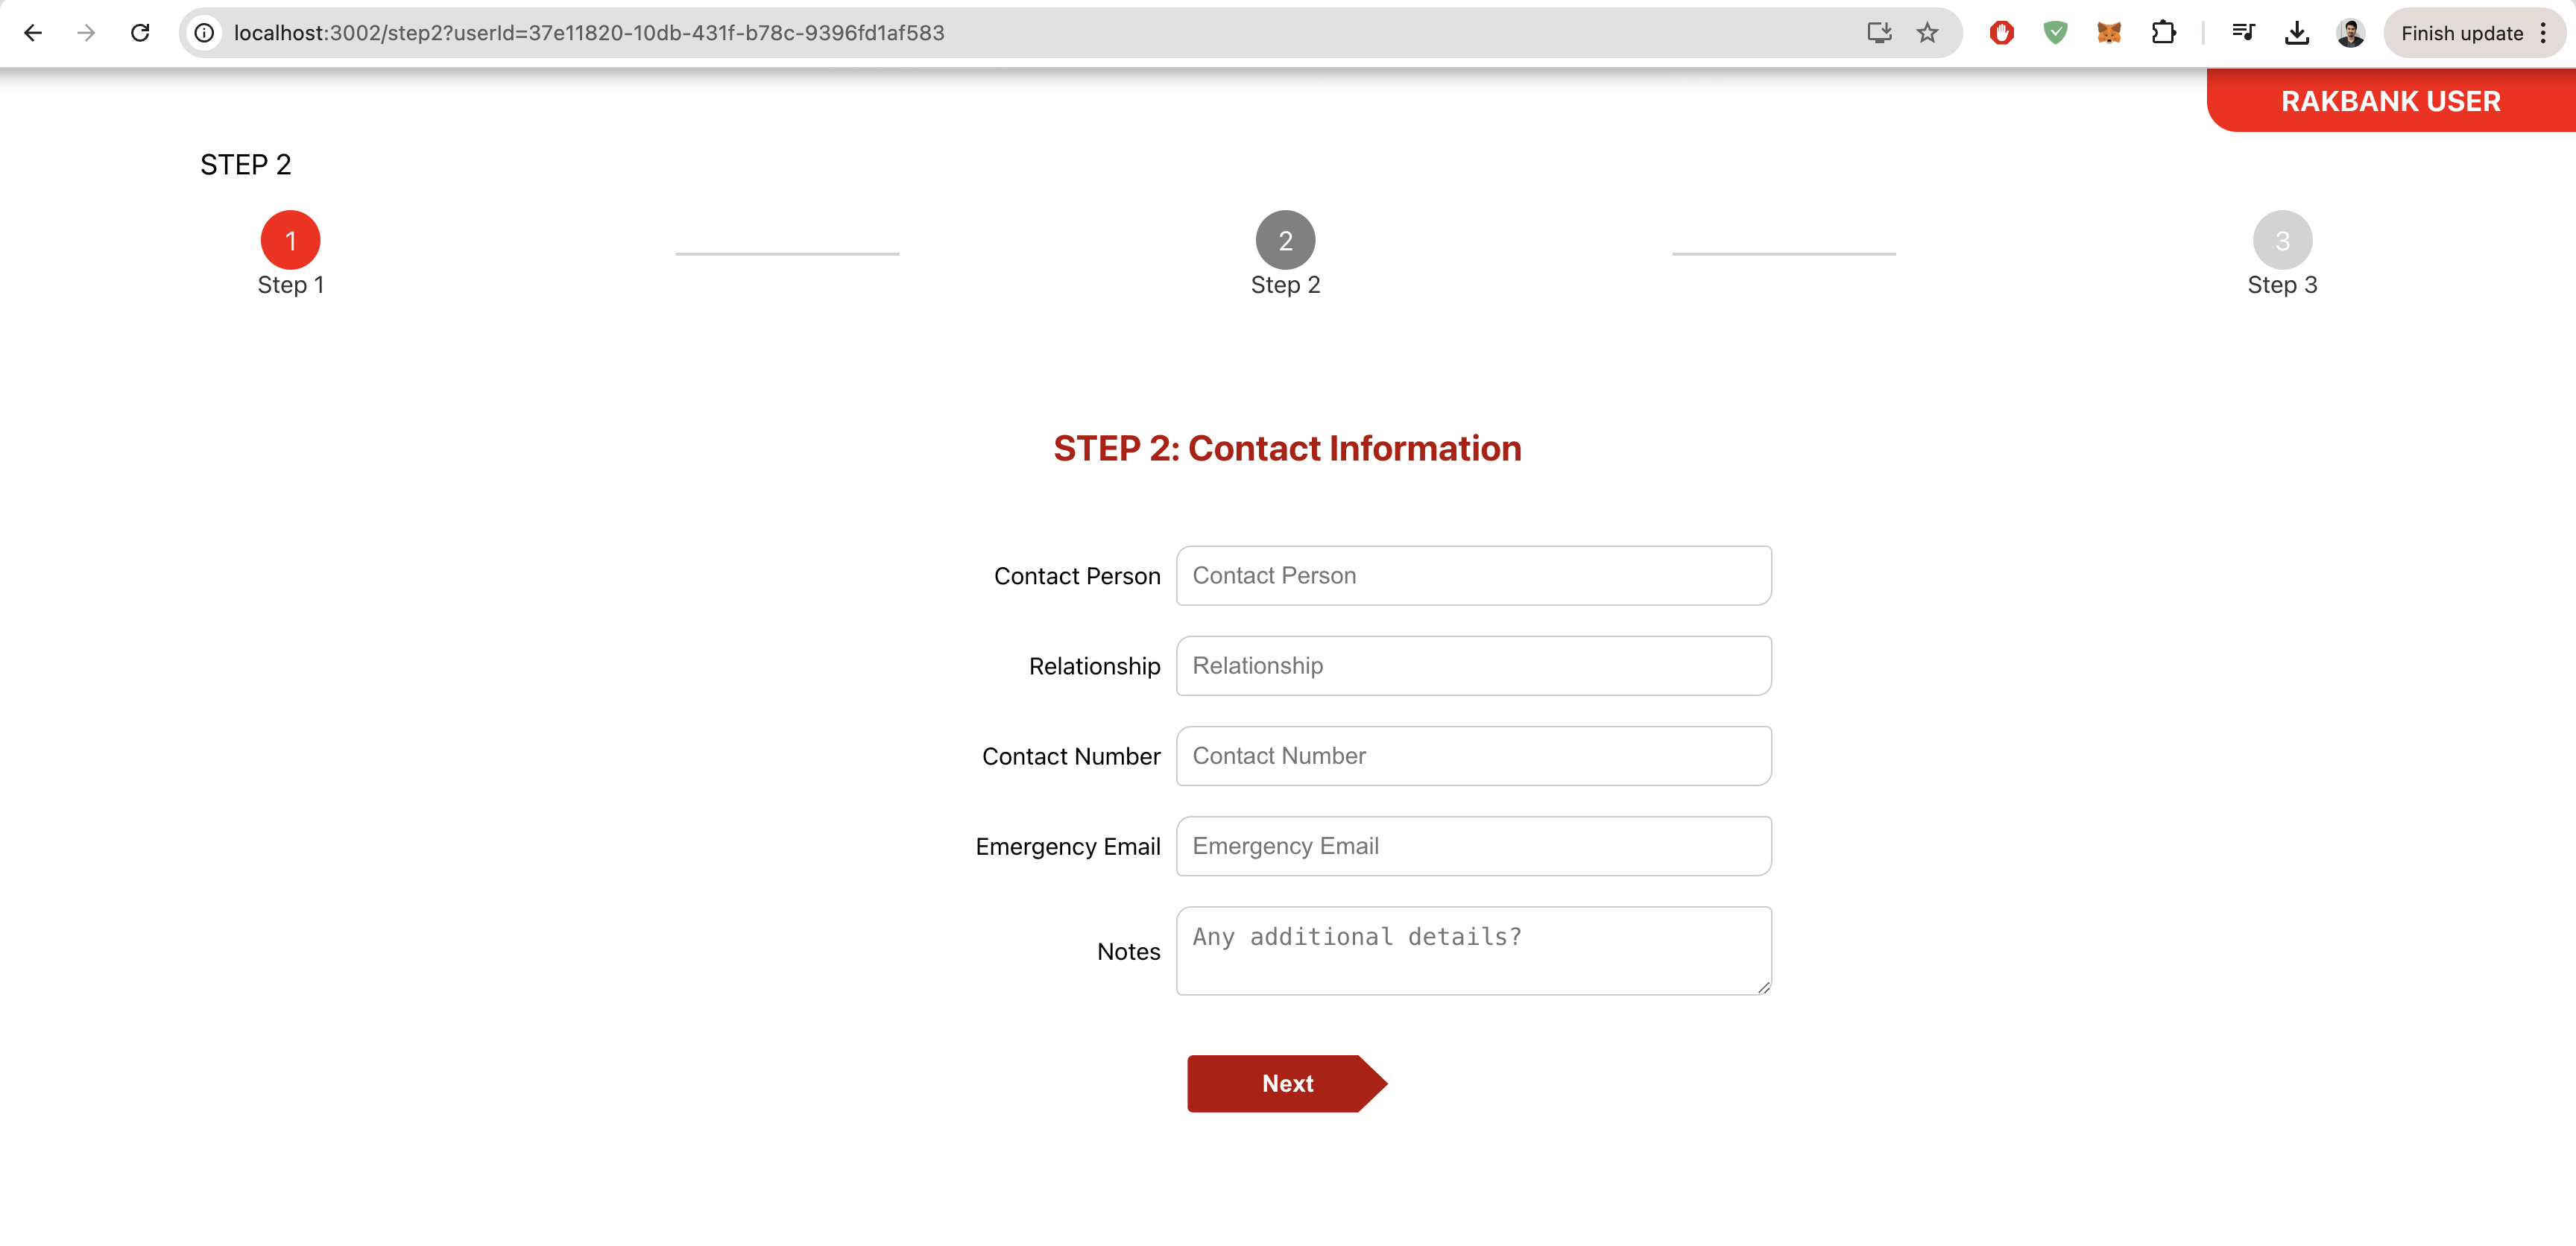 localhost:3002/step2?userId=37e11820-10db-431f-b78c-9396fd1af583
Finish update
RAKBANK USER
STEP 2
1
2
3
Step 1
Step 2
Step 3
STEP 2: Contact Information
Contact Person
Contact Person
Relationship
Relationship
Contact Number
Contact Number
Emergency Email
Emergency Email
Notes
Any additional details?
Next